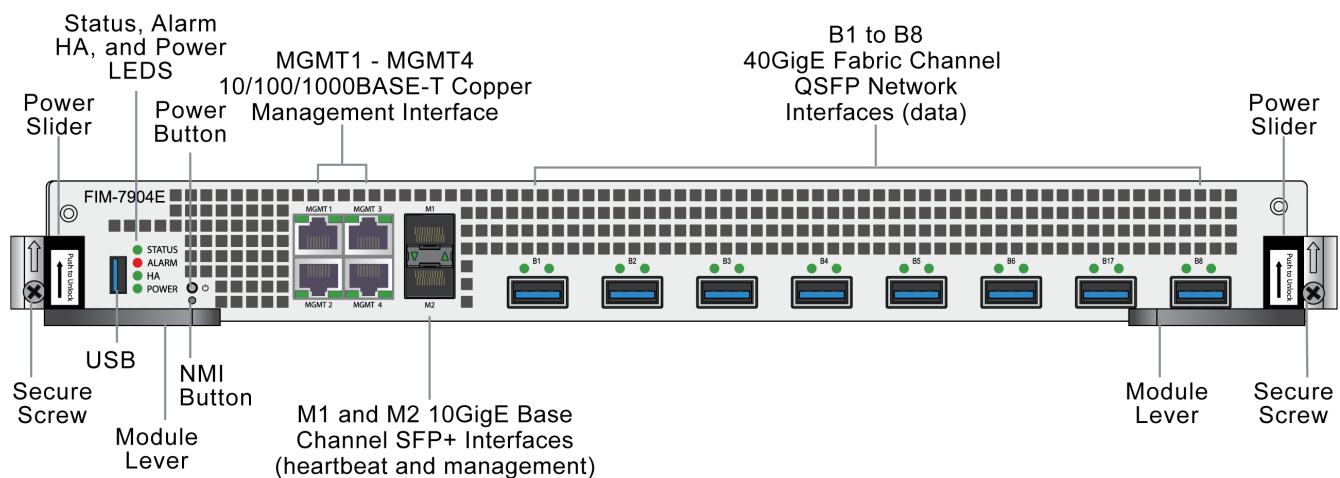 Status, Alarm
HA, and Power
LEDS
MGMT1 - MGMT4
10/100/1000BASE-T Copper
Management Interface
B1 to B8
40GigE Fabric Channel
QSFP Network
Interfaces (data)
Power
Slider
Power
Button
Power
Slider
FIM-7904E
MGMT 1
MGMT 3
M1
STATUS
ALARM
HA
POWER
Push to Unlock
MGMT 2
MGMT 4
M2
B1
B2
B3
B4
B5
B6
B17
B8
Push to Unlock
USB
NMI
Button
Secure
Screw
Module
Lever
M1 and M2 10GigE Base
Channel SFP+ Interfaces
(heartbeat and management)
Module
Lever
Secure
Screw